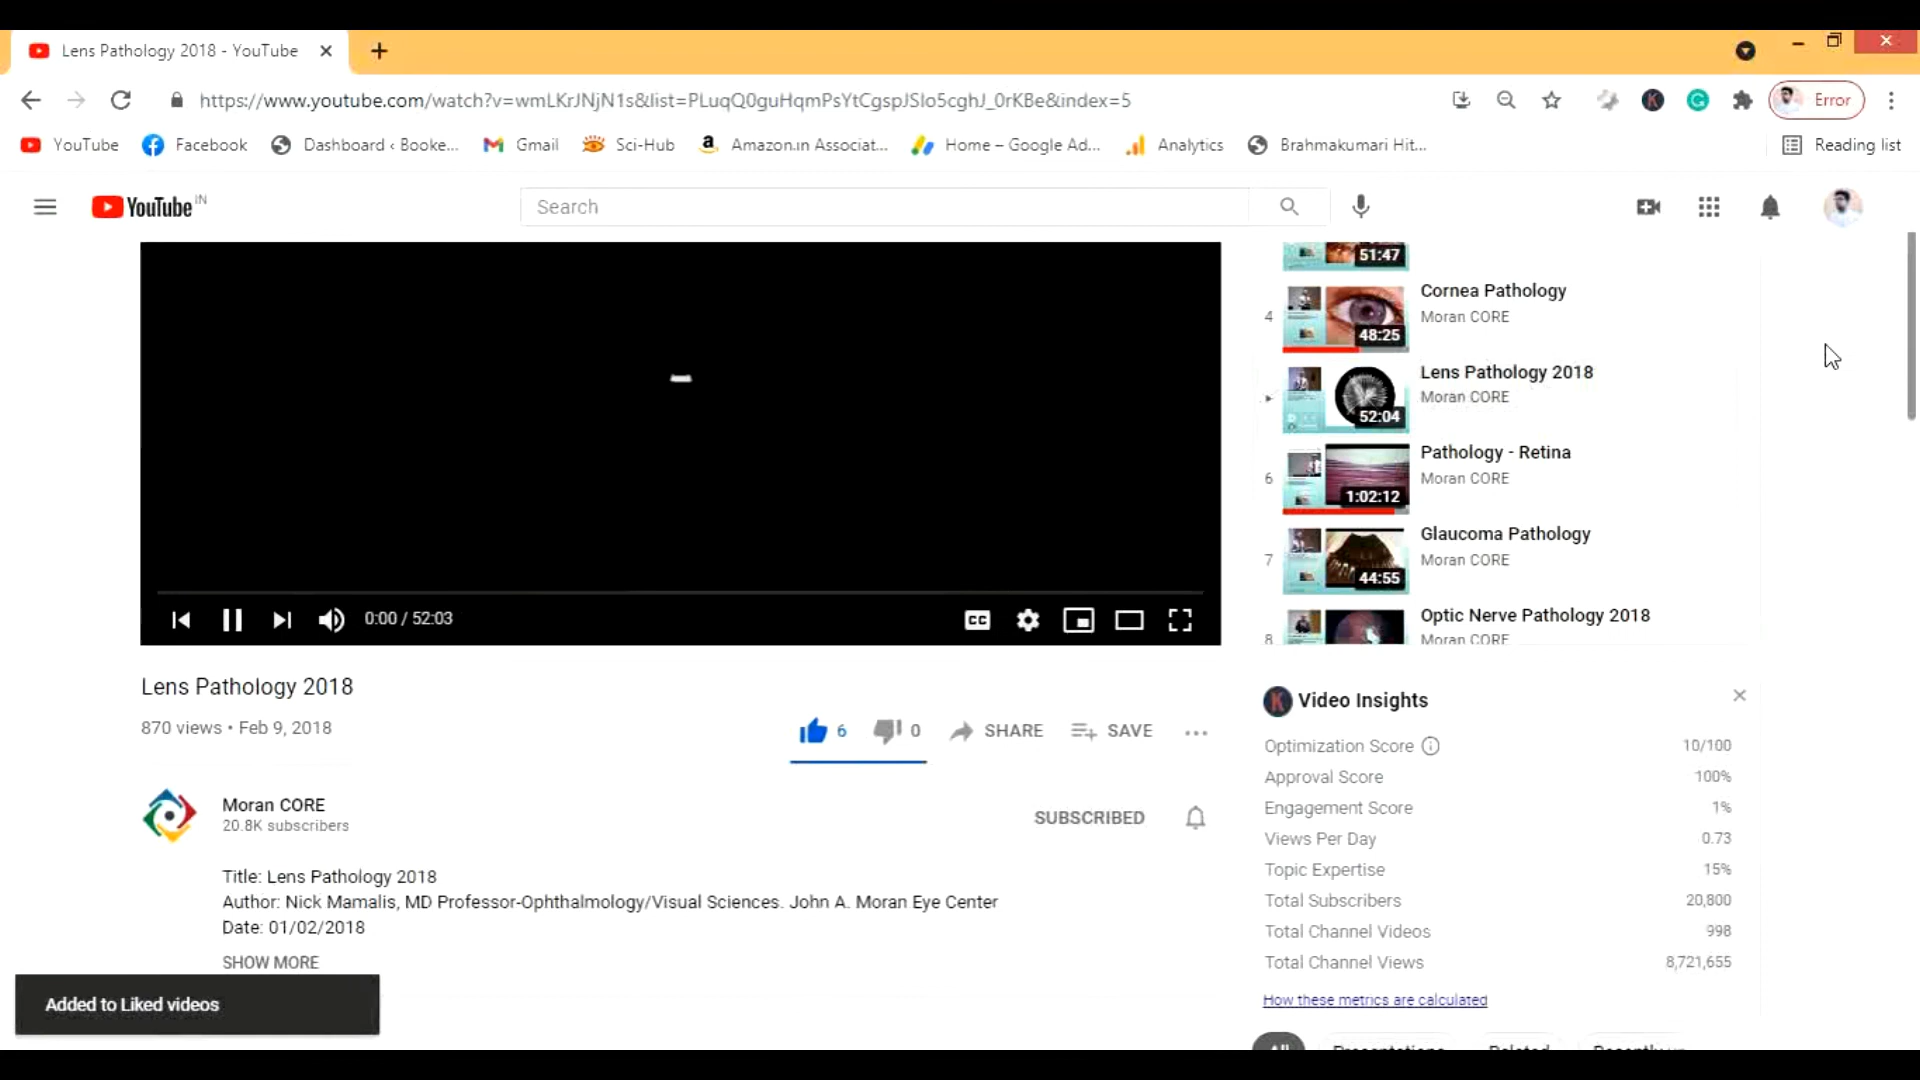 Lens Pathology 2018 - YouTube
https://www.youtube.com/watch?v=wmLKrJNjN1s&list=PLuqQ0guHqmPsYtCgspJSIo5cghJ_0rKBe&index=5
Error
YouTube
Facebook
Dashboard ‹ Booke...
Gmail
Sci-Hub
Amazon.in Associat...
Home – Google Ad...
Analytics
Brahmakumari Hit...
Reading list
YouTube IN
Search
51:47
4
48:25
Cornea Pathology
Moran CORE
52:04
Lens Pathology 2018
Moran CORE
6
1:02:12
Pathology - Retina
Moran CORE
7
44:55
Glaucoma Pathology
Moran CORE
8
Optic Nerve Pathology 2018
Moran CORE
0:00 / 52:03
CC
Lens Pathology 2018
870 views • Feb 9, 2018
6
0
SHARE
SAVE
Moran CORE
20.8K subscribers
SUBSCRIBED
Title: Lens Pathology 2018
Author: Nick Mamalis, MD Professor-Ophthalmology/Visual Sciences. John A. Moran Eye Center
Date: 01/02/2018
SHOW MORE
Added to Liked videos
K Video Insights
Optimization Score 10/100
Approval Score 100%
Engagement Score 1%
Views Per Day 0.73
Topic Expertise 15%
Total Subscribers 20,800
Total Channel Videos 998
Total Channel Views 8,721,655
How these metrics are calculated
All
Presentations
Related